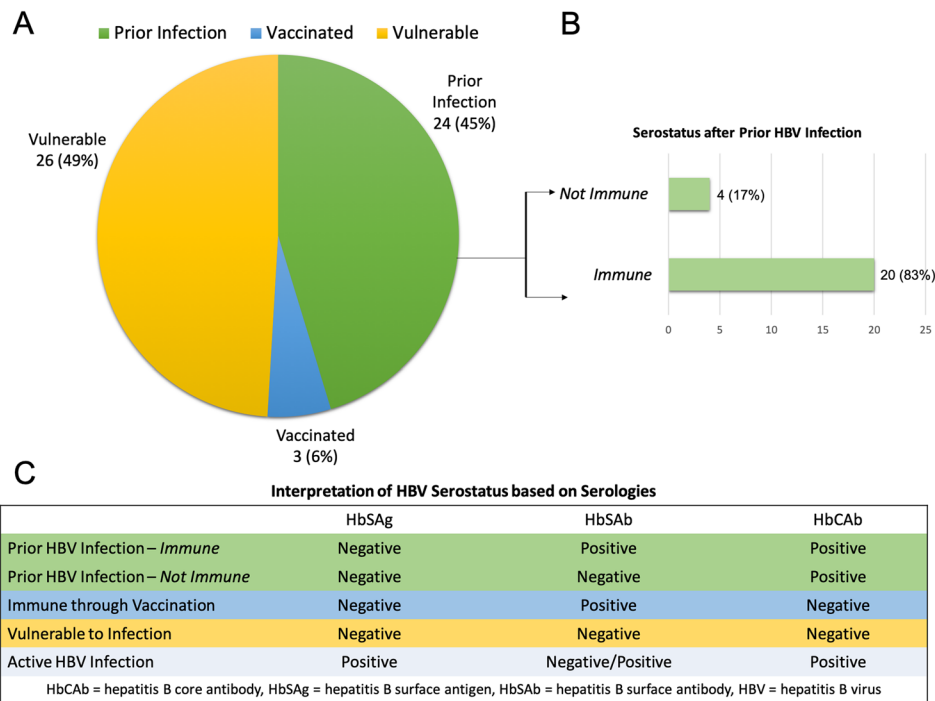 A
Prior Infection Vaccinated Vulnerable
Prior
Infection
24 (45%)
Vulnerable
26 (49%)
Vaccinated
3 (6%)
B
Serostatus after Prior HBV Infection
Not Immune 4 (17%)
Immune 20 (83%)
0 5 10 15 20 25
C
Interpretation of HBV Serostatus based on Serologies
HbSAg HbSAb HbCAb
Prior HBV Infection – Immune Negative Positive Positive
Prior HBV Infection – Not Immune Negative Negative Positive
Immune through Vaccination Negative Positive Negative
Vulnerable to Infection Negative Negative Negative
Active HBV Infection Positive Negative/Positive Positive
HbCAb = hepatitis B core antibody, HbSAg = hepatitis B surface antigen, HbSAb = hepatitis B surface antibody, HBV = hepatitis B virus